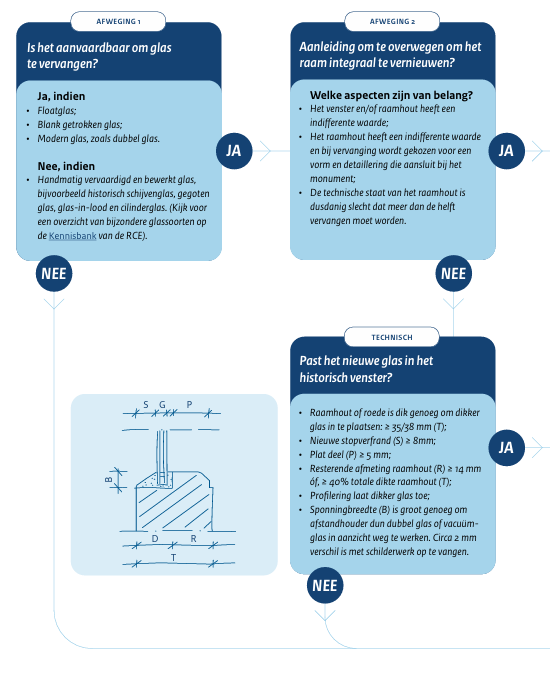 AFWEGING 1
Is het aanvaardbaar om glas
te vervangen?
Ja, indien
• Floatglas;
• Blank getrokken glas;
• Modern glas, zoals dubbel glas.
Nee, indien
• Handmatig vervaardigd en bewerkt glas,
bijvoorbeeld historisch schijvenglas, gegoten
glas, glas-in-lood en cilinderglas. (Kijk voor
een overzicht van bijzondere glassoorten op
de Kennisbank van de RCE).
JA
NEE
AFWEGING 2
Aanleiding om te overwegen om het
raam integraal te vernieuwen?
Welke aspecten zijn van belang?
• Het venster en/of raamhout heeft een
indifferente waarde;
• Het raamhout heeft een indifferente waarde
en bij vervanging wordt gekozen voor een
vorm en detaillering die aansluit bij het
monument;
• De technische staat van het raamhout is
dusdanig slecht dat meer dan de helft
vervangen moet worden.
JA
NEE
TECHNISCH
Past het nieuwe glas in het
historisch venster?
• Raamhout of roede is dik genoeg om dikker
glas in te plaatsen: ≥ 35/38 mm (T);
• Nieuwe stopverfrand (S) ≥ 8mm;
• Plat deel (P) ≥ 5 mm;
• Resterende afmeting raamhout (R) ≥ 14 mm
óf, ≥ 40% totale dikte raamhout (T);
• Profilering laat dikker glas toe;
• Sponningbreedte (B) is groot genoeg om
afstandhouder dun dubbel glas of vacuüm-
glas in aanzicht weg te werken. Circa 2 mm
verschil is met schilderwerk op te vangen.
JA
NEE
S G P
B
D R
T